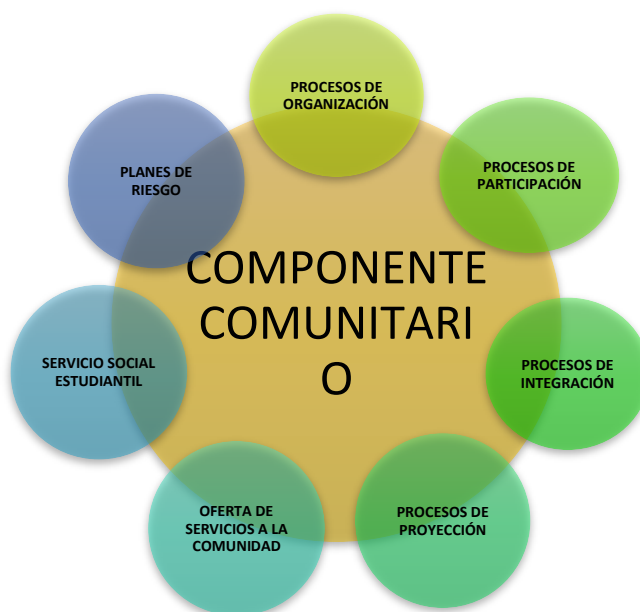 PROCESOS DE
ORGANIZACIÓN
PROCESOS DE
PARTICIPACIÓN
PROCESOS DE
INTEGRACIÓN
PROCESOS DE
PROYECCIÓN
OFERTA DE
SERVICIOS A LA
COMUNIDAD
SERVICIO SOCIAL
ESTUDIANTIL
PLANES DE
RIESGO
COMPONENTE
COMUNITARI
O